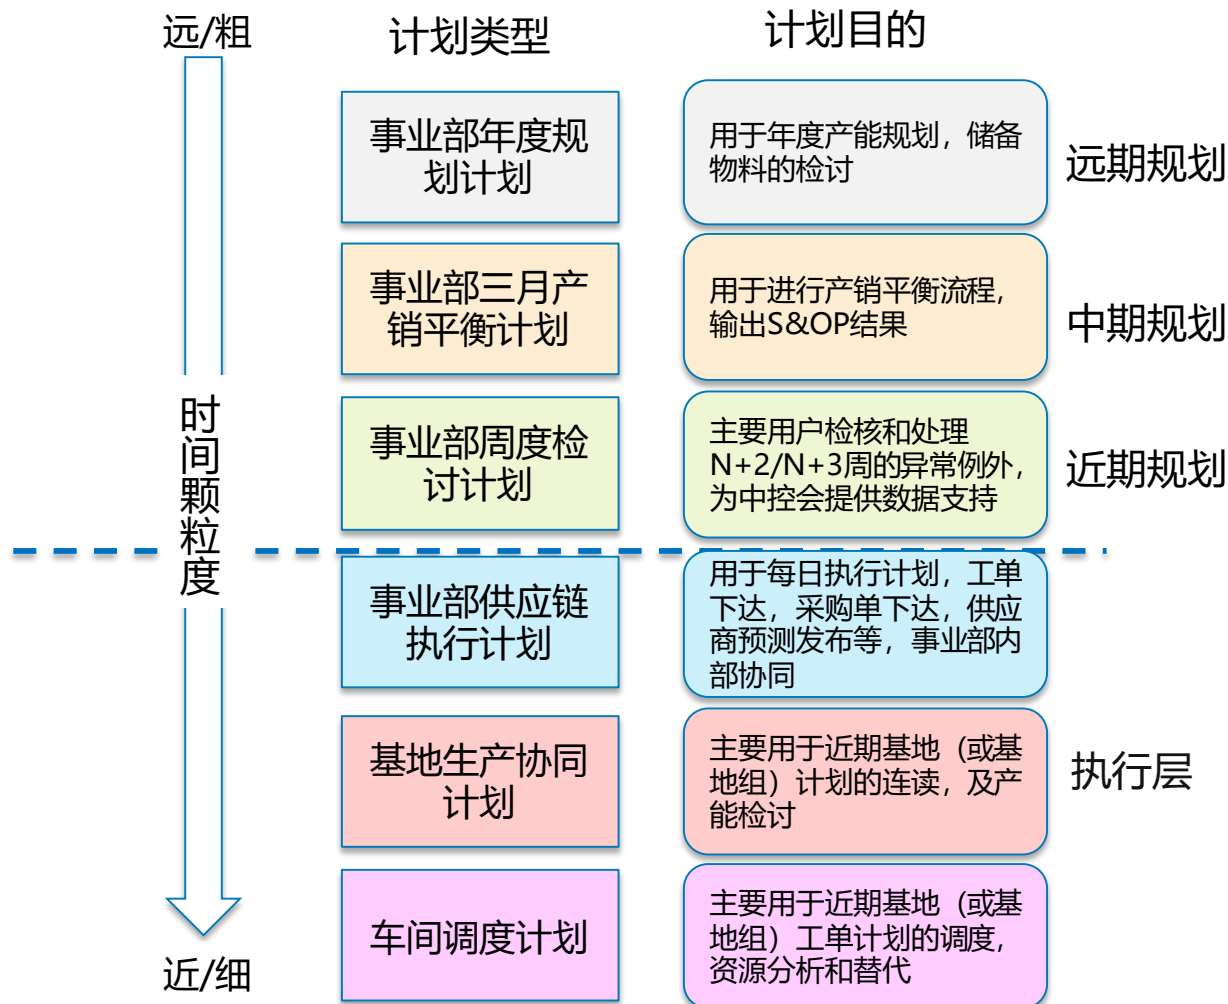 远/粗
计划类型
计划目的
事业部年度规
划计划
用于年度产能规划，储备
物料的检讨
远期规划
事业部三月产
销平衡计划
用于进行产销平衡流程，
输出S&OP结果
中期规划
时间颗粒度
事业部周度检
讨计划
主要用户检核和处理
N+2/N+3周的异常例外，
为中控会提供数据支持
近期规划
事业部供应链
执行计划
用于每日执行计划，工单
下达，采购单下达，供应
商预测发布等，事业部内
部协同
基地生产协同
计划
主要用于近期基地（或基
地组）计划的连读，及产
能检讨
执行层
车间调度计划
主要用于近期基地（或基
地组）工单计划的调度，
资源分析和替代
近/细